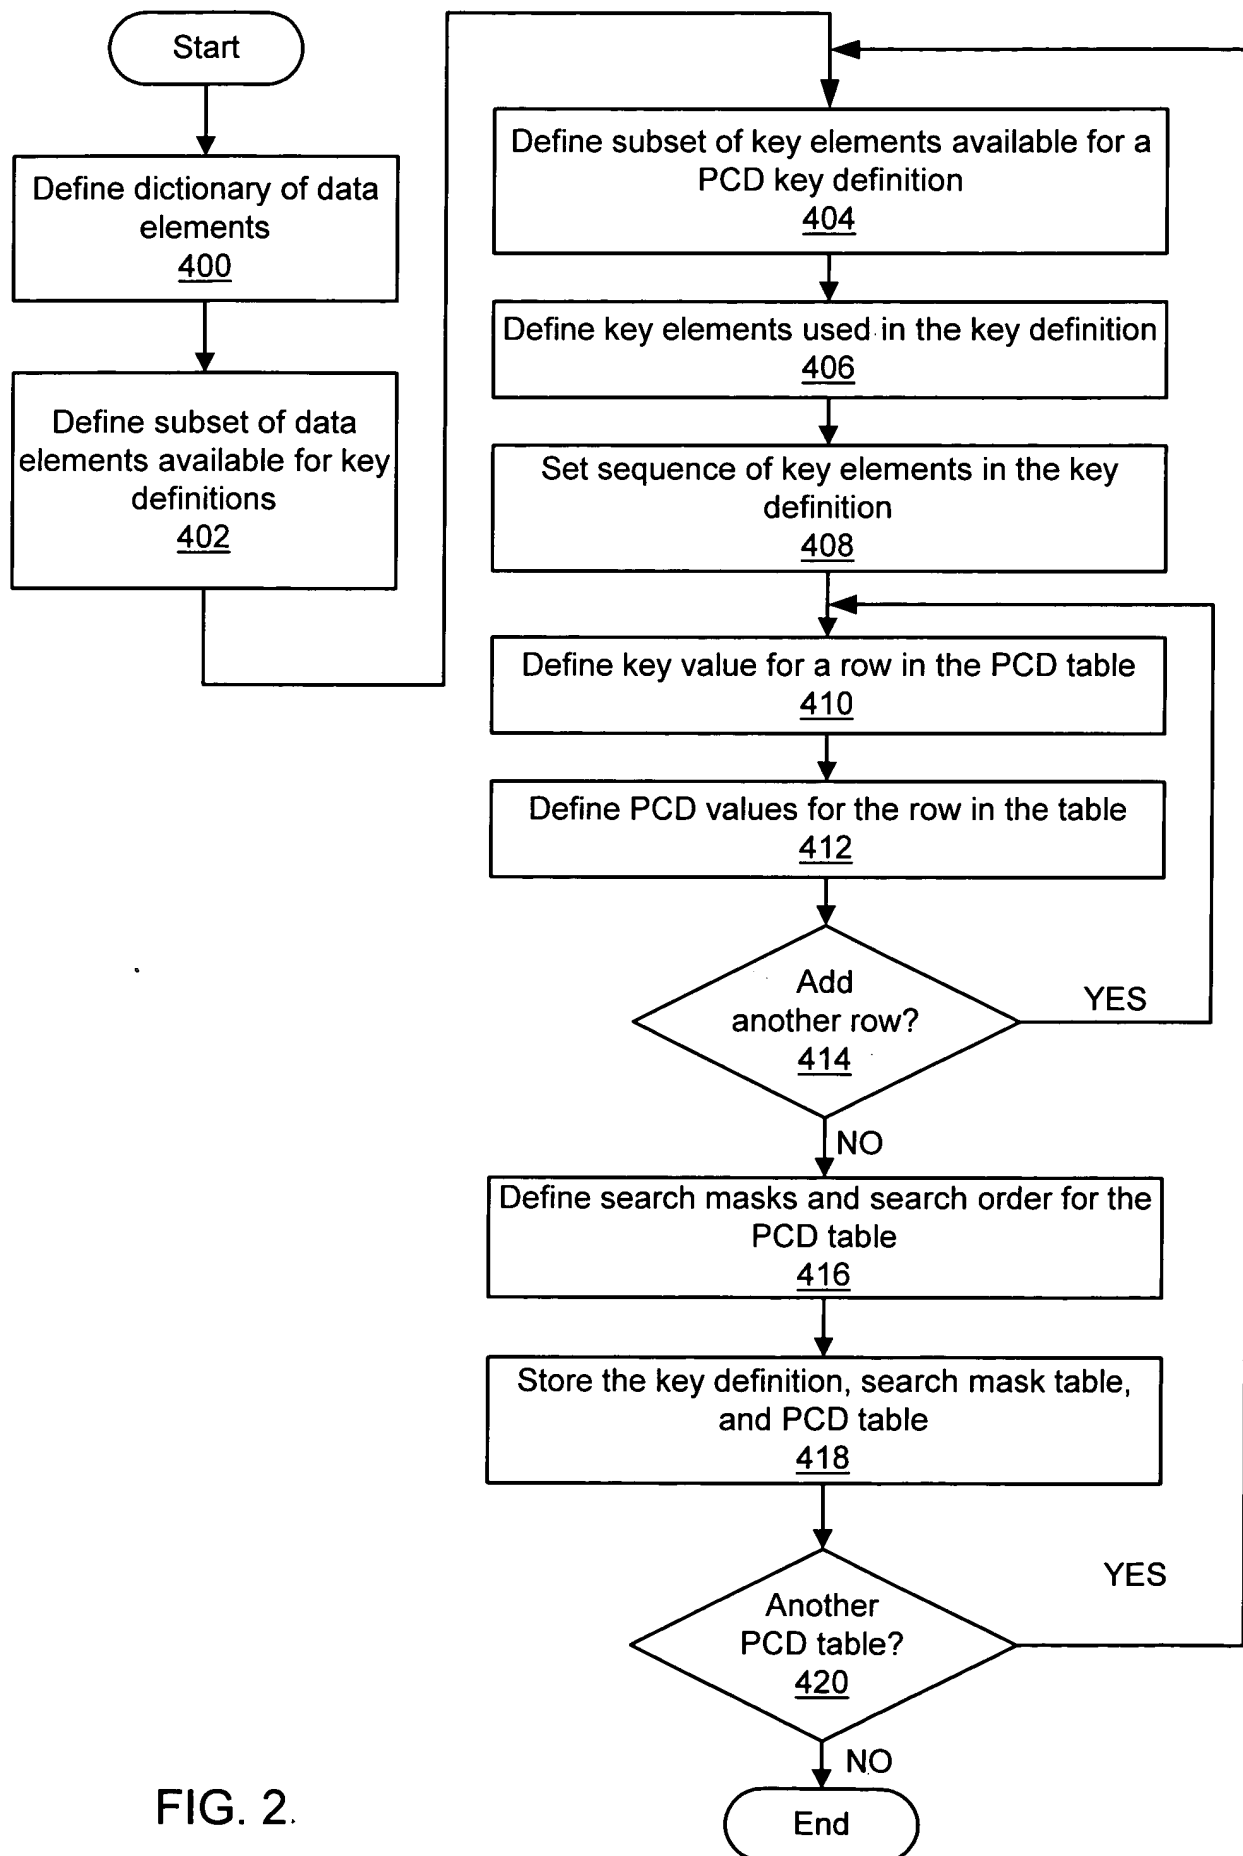 Start
Define dictionary of data
elements
400
Define subset of data
elements available for key
definitions
402
Define subset of key elements available for a
PCD key definition
404
Define key elements used in the key definition
406
Set sequence of key elements in the key
definition
408
Define key value for a row in the PCD table
410
Define PCD values for the row in the table
412
Add
another row?
414
YES
NO
Define search masks and search order for the
PCD table
416
Store the key definition, search mask table,
and PCD table
418
Another
PCD table?
420
YES
NO
End
FIG. 2.